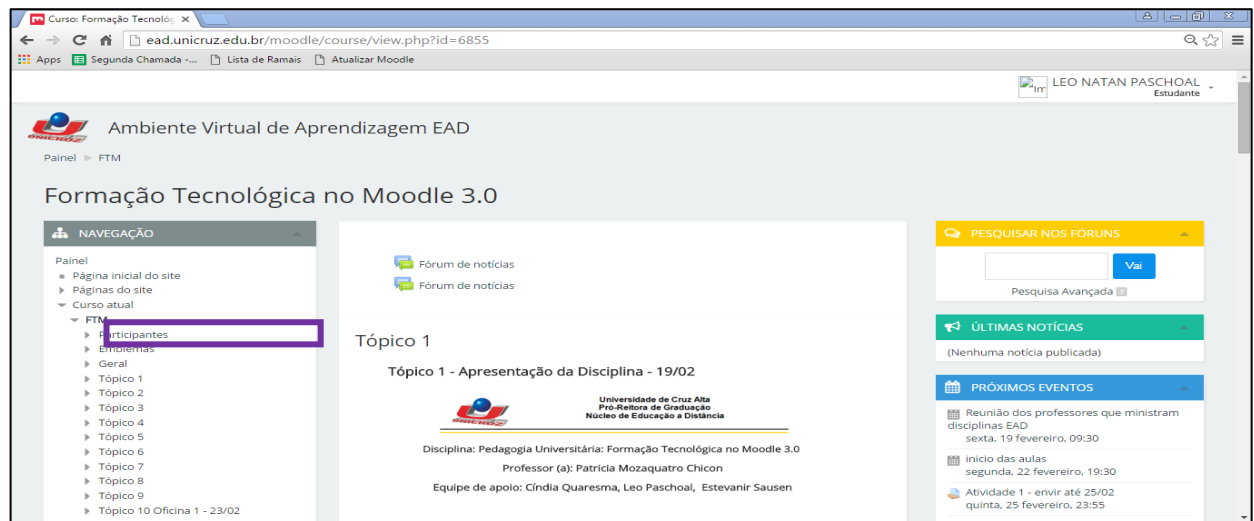 Curso: Formação Tecnológ
ead.unicruz.edu.br/moodle/course/view.php?id=6855
Apps Segunda Chamada -... Lista de Ramais Atualizar Moodle
LEO NATAN PASCHOAL
Estudante
UNICRUZ
Ambiente Virtual de Aprendizagem EAD
Painel FTM
Formação Tecnológica no Moodle 3.0
NAVEGAÇÃO
Painel
Página inicial do site
Páginas do site
Curso atual
FTM
Participantes
Emblemas
Geral
Tópico 1
Tópico 2
Tópico 3
Tópico 4
Tópico 5
Tópico 6
Tópico 7
Tópico 8
Tópico 9
Tópico 10 Oficina 1 - 23/02
Fórum de notícias
Fórum de notícias
Tópico 1
Tópico 1 - Apresentação da Disciplina - 19/02
UNICRUZ
Universidade de Cruz Alta
Pró-Reitora de Graduação
Núcleo de Educação a Distância
Disciplina: Pedagogia Universitária: Formação Tecnológica no Moodle 3.0
Professor (a): Patricia Mozaquatro Chicon
Equipe de apoio: Cíndia Quaresma, Leo Paschoal, Estevanir Sausen
PESQUISAR NOS FÓRUNS
Vai
Pesquisa Avançada
ÚLTIMAS NOTÍCIAS
(Nenhuma notícia publicada)
PRÓXIMOS EVENTOS
Reunião dos professores que ministram
disciplinas EAD
sexta, 19 fevereiro, 09:30
inicio das aulas
segunda, 22 fevereiro, 19:30
Atividade 1 - envir até 25/02
quinta, 25 fevereiro, 23:55